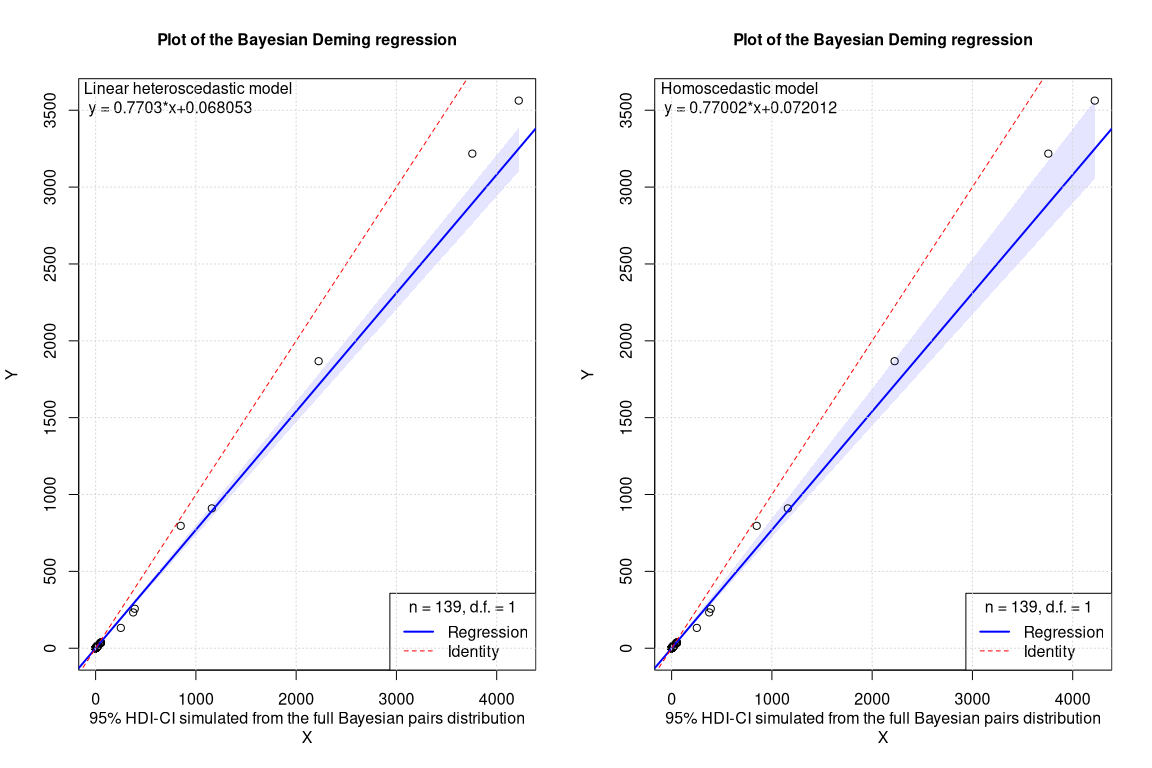 Plot of the Bayesian Deming regression
Linear heteroscedastic model
y = 0.7703*x+0.068053
Y
3500
3000
2500
2000
1500
1000
500
0
n = 139, d.f. = 1
Regression
Identity
0 1000 2000 3000 4000
95% HDI-CI simulated from the full Bayesian pairs distribution
X
Plot of the Bayesian Deming regression
Homoscedastic model
y = 0.77002*x+0.072012
Y
3500
3000
2500
2000
1500
1000
500
0
n = 139, d.f. = 1
Regression
Identity
0 1000 2000 3000 4000
95% HDI-CI simulated from the full Bayesian pairs distribution
X